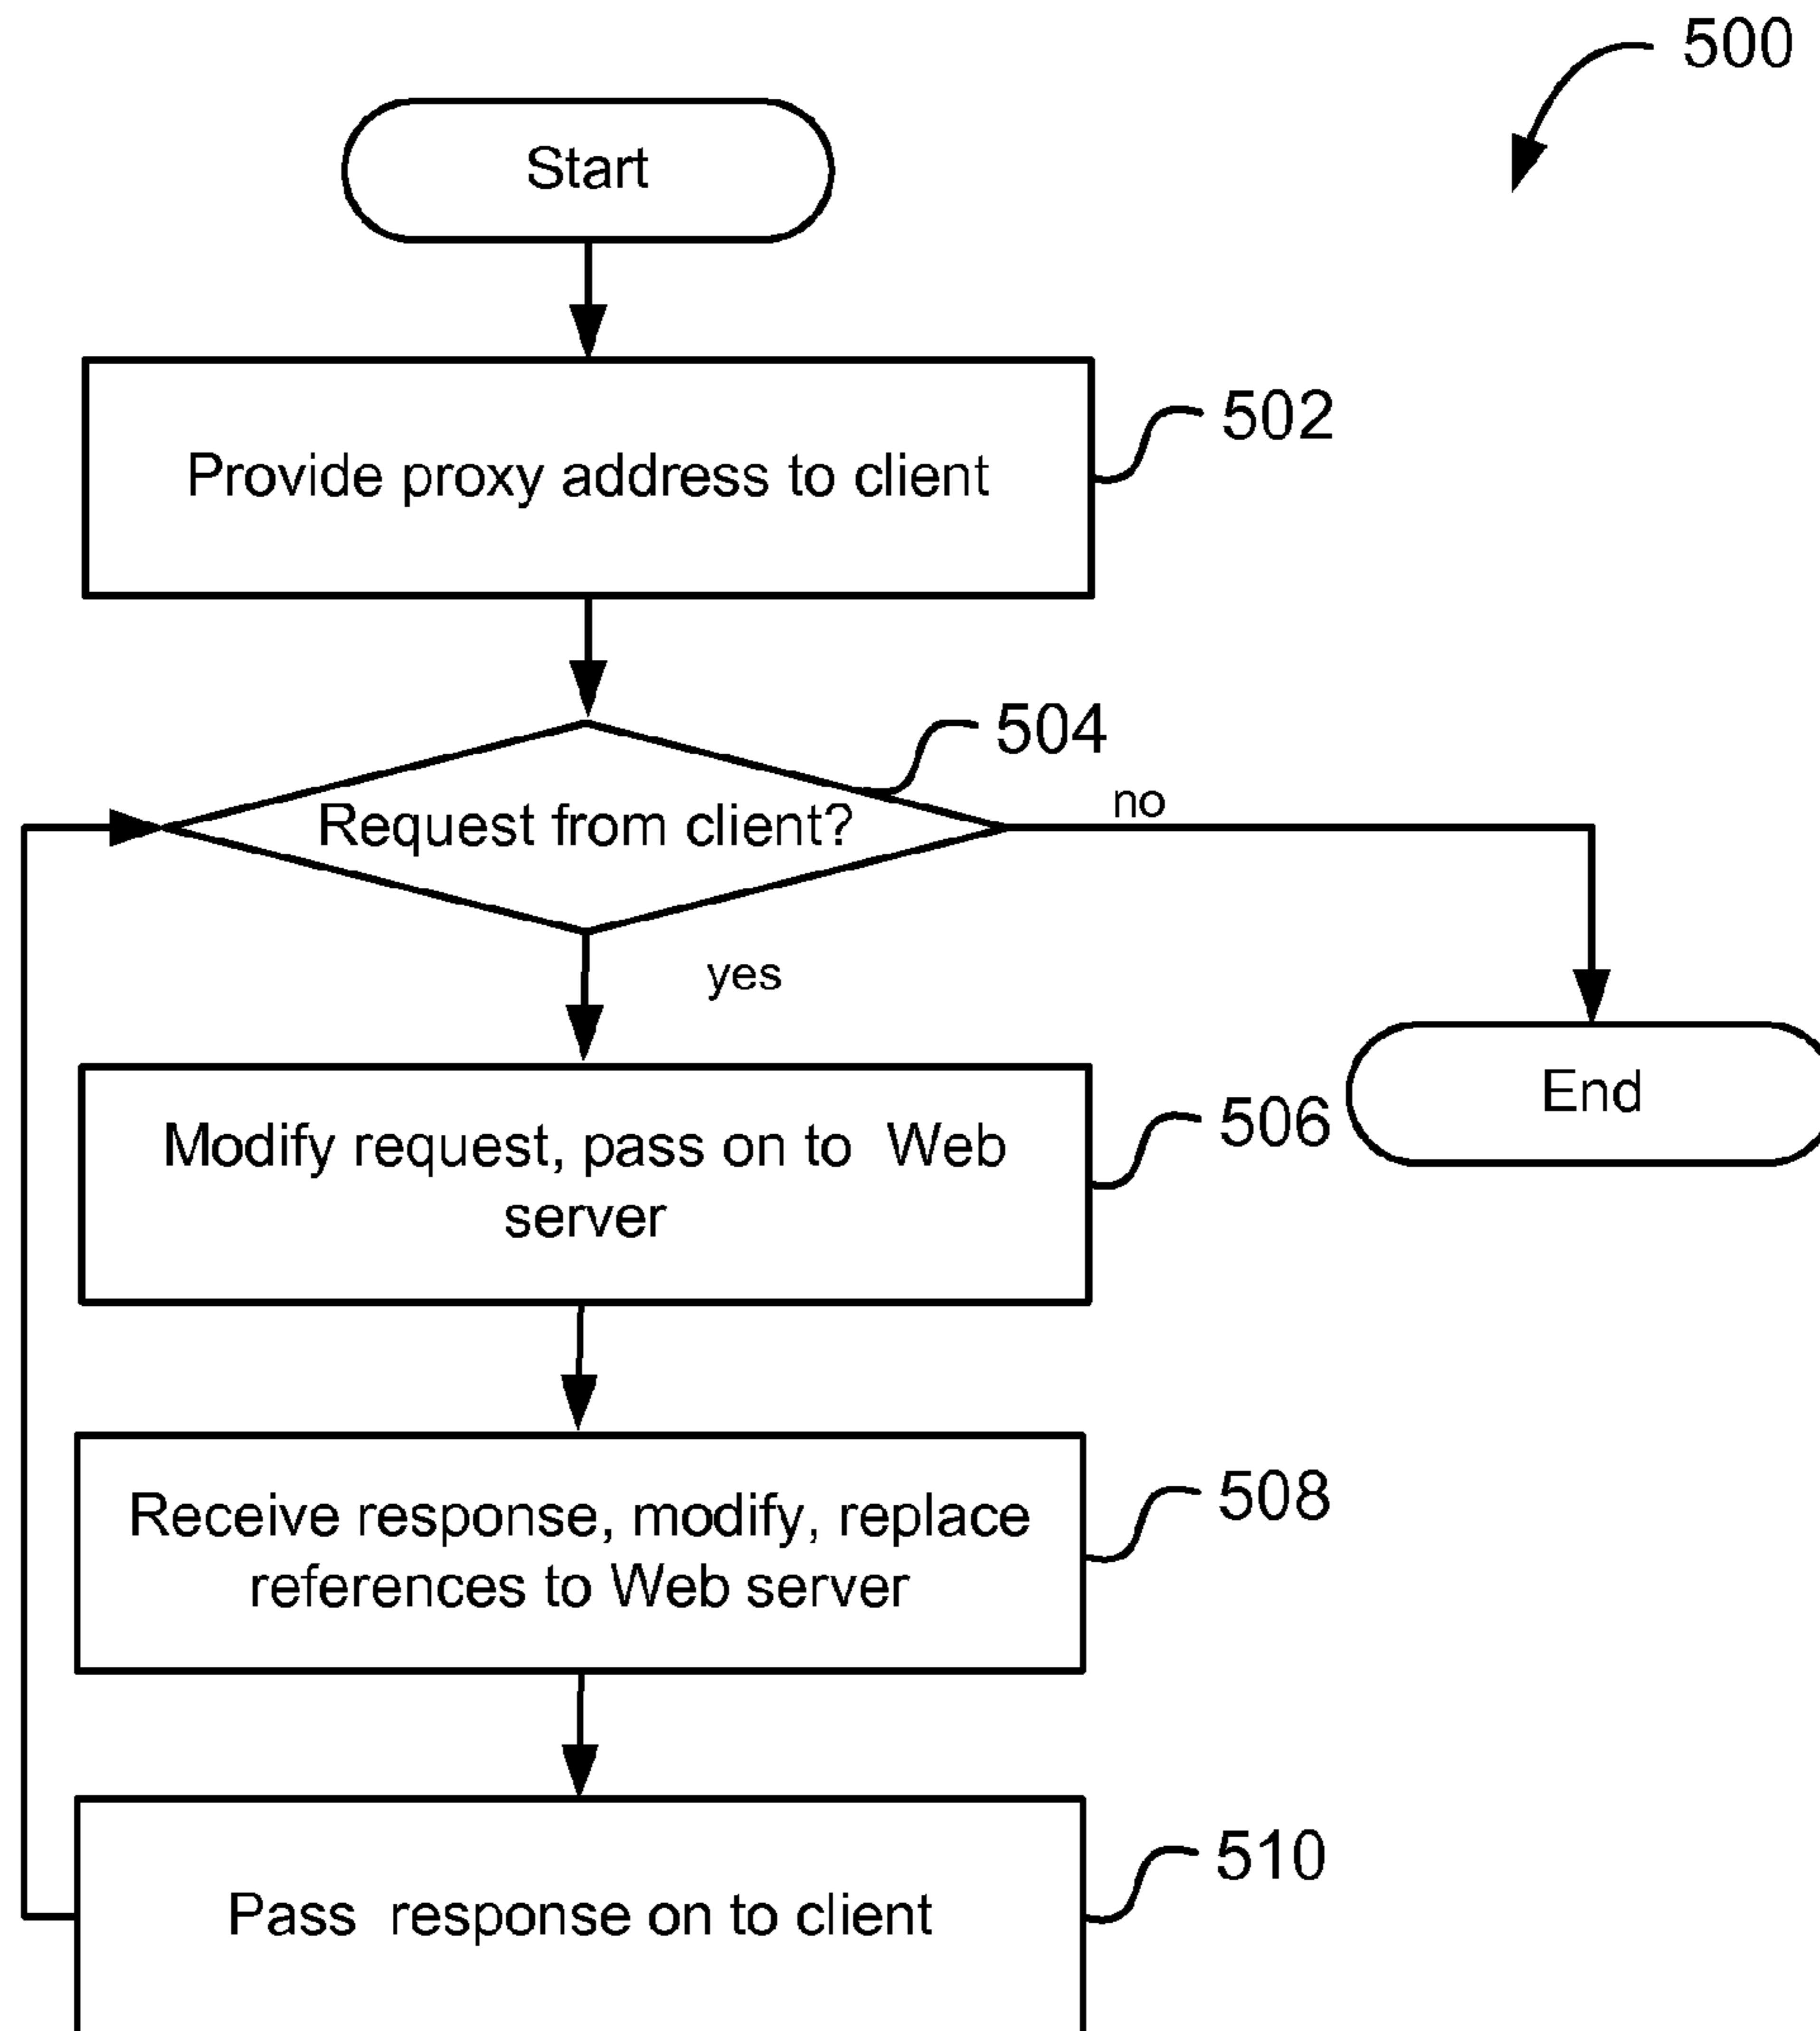 500
Start
Provide proxy address to client
502
504
Request from client?
no
yes
Modify request, pass on to Web
server
506
End
Receive response, modify, replace
references to Web server
508
Pass response on to client
510